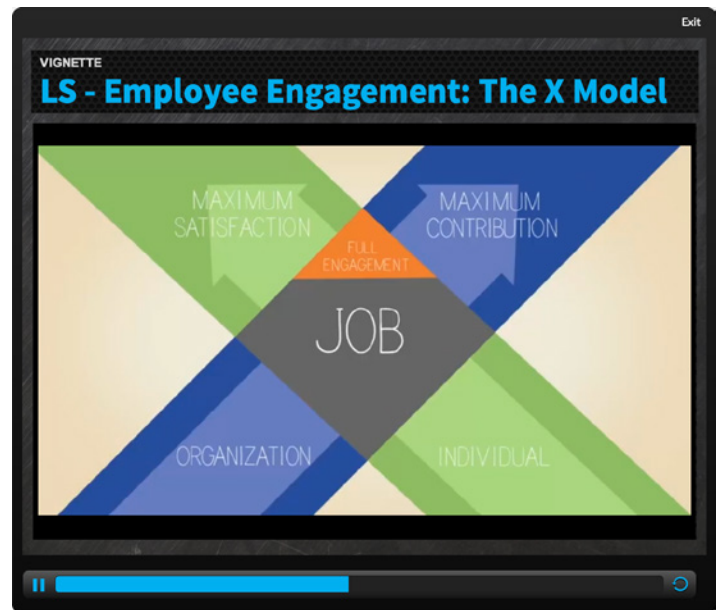 Exit
VIGNETTE
LS - Employee Engagement: The X Model
MAXIMUM
SATISFACTION
MAXIMUM
CONTRIBUTION
FULL
ENGAGEMENT
JOB
ORGANIZATION
INDIVIDUAL